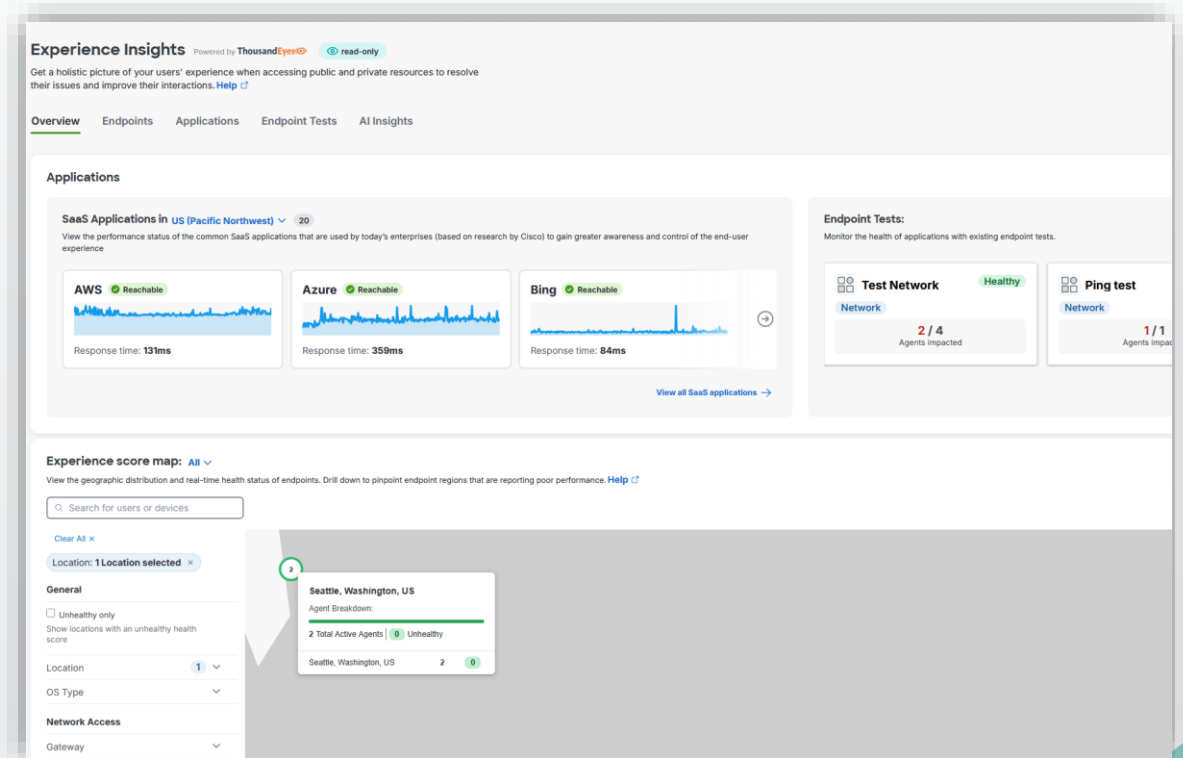 Experience Insights Powered by ThousandEyes read-only
Get a holistic picture of your users' experience when accessing public and private resources to resolve
their issues and improve their interactions. Help
Overview Endpoints Applications Endpoint Tests AI Insights
Applications
SaaS Applications in US (Pacific Northwest) 20
View the performance status of the common SaaS applications that are used by today's enterprises (based on research by Cisco) to gain greater awareness and control of the end-user
experience
AWS Reachable
Response time: 131ms
Azure Reachable
Response time: 359ms
Bing Reachable
Response time: 84ms
View all SaaS applications
Endpoint Tests:
Monitor the health of applications with existing endpoint tests.
Test Network Healthy
Network
2 / 4
Agents impacted
Ping test
Network
1 / 1
Agents impac
Experience score map: All
View the geographic distribution and real-time health status of endpoints. Drill down to pinpoint endpoint regions that are reporting poor performance. Help
Search for users or devices
Clear All ×
Location: 1 Location selected ×
General
Unhealthy only
Show locations with an unhealthy health
score
Location 1
OS Type
Network Access
Gateway
2
Seattle, Washington, US
Agent Breakdown:
2 Total Active Agents | 0 Unhealthy
Seattle, Washington, US 2 0